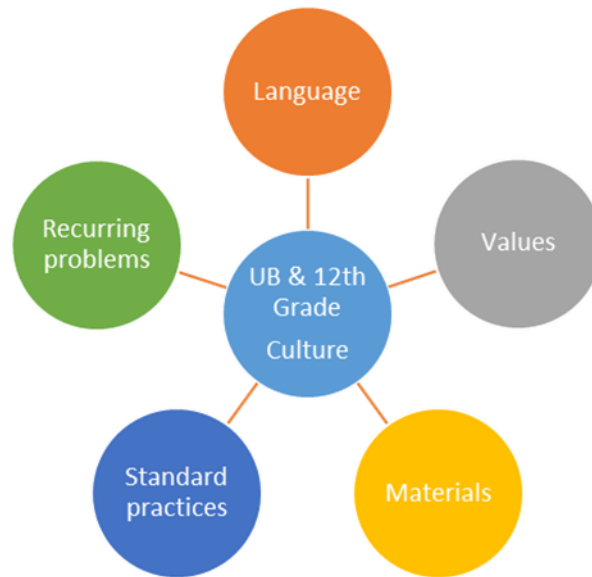 Language
Recurring
problems
Values
UB & 12th
Grade
Culture
Standard
practices
Materials